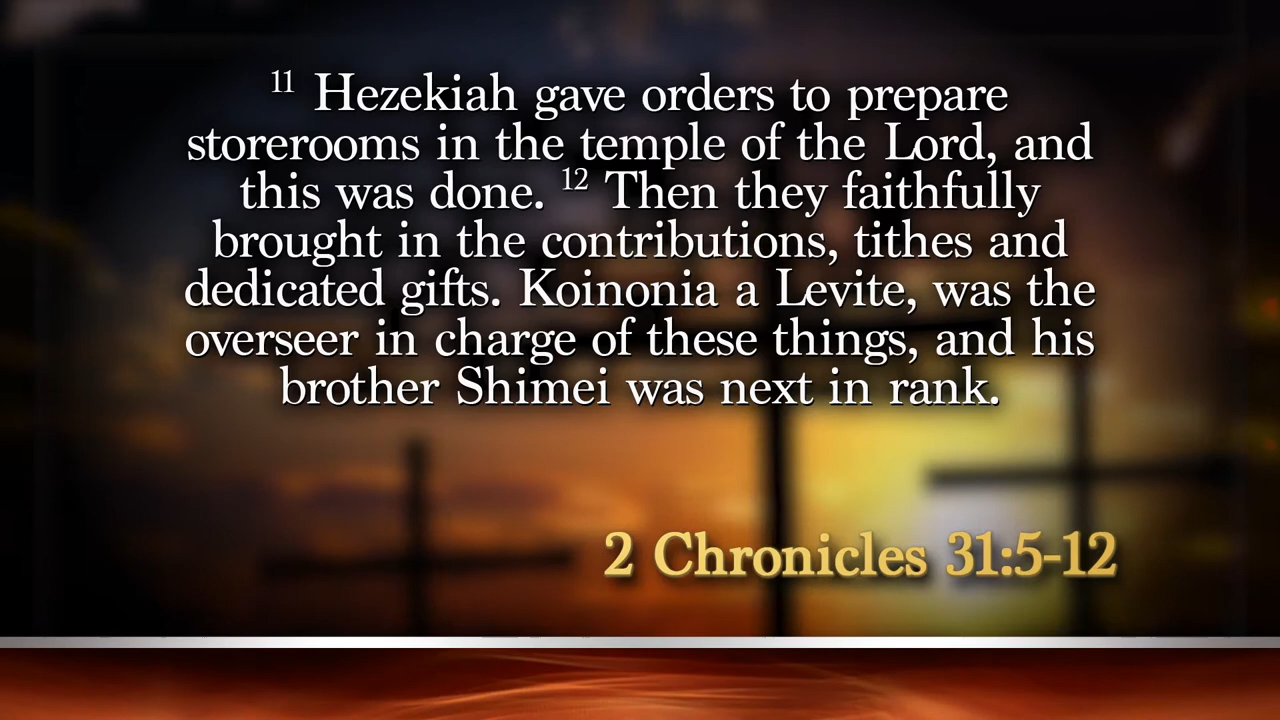 11 Hezekiah gave orders to prepare
storerooms in the temple of the Lord, and
this was done. 12 Then they faithfully
brought in the contributions, tithes and
dedicated gifts. Koinonia a Levite, was the
overseer in charge of these things, and his
brother Shimei was next in rank.
2 Chronicles 31:5-12